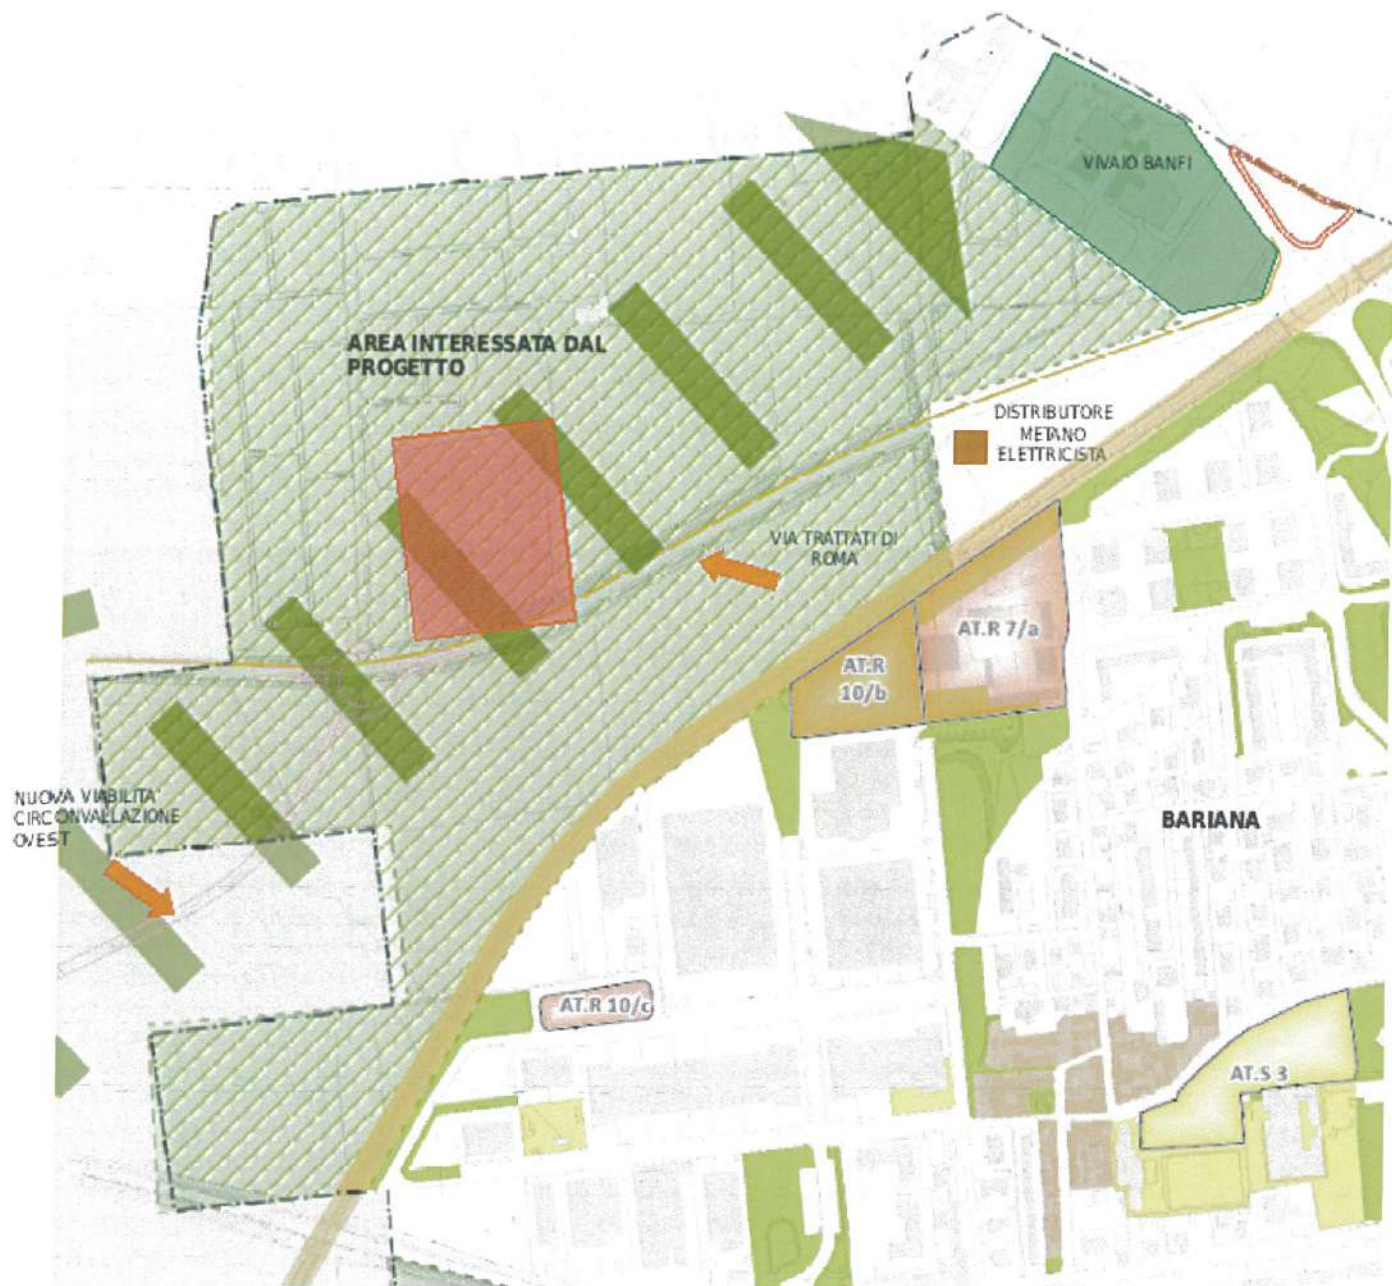 VIVAIO BANFI
AREA INTERESSATA DAL
PROGETTO
DISTRIBUTORE
METANO
ELETTRICISTA
VIA TRATTATI DI
ROMA
AT.R 7/a
AT.R
10/b
NUOVA VIABILITA'
CIRCONVALLAZIONE
OVEST
BARIANA
AT.R 10/c
AT.S 3